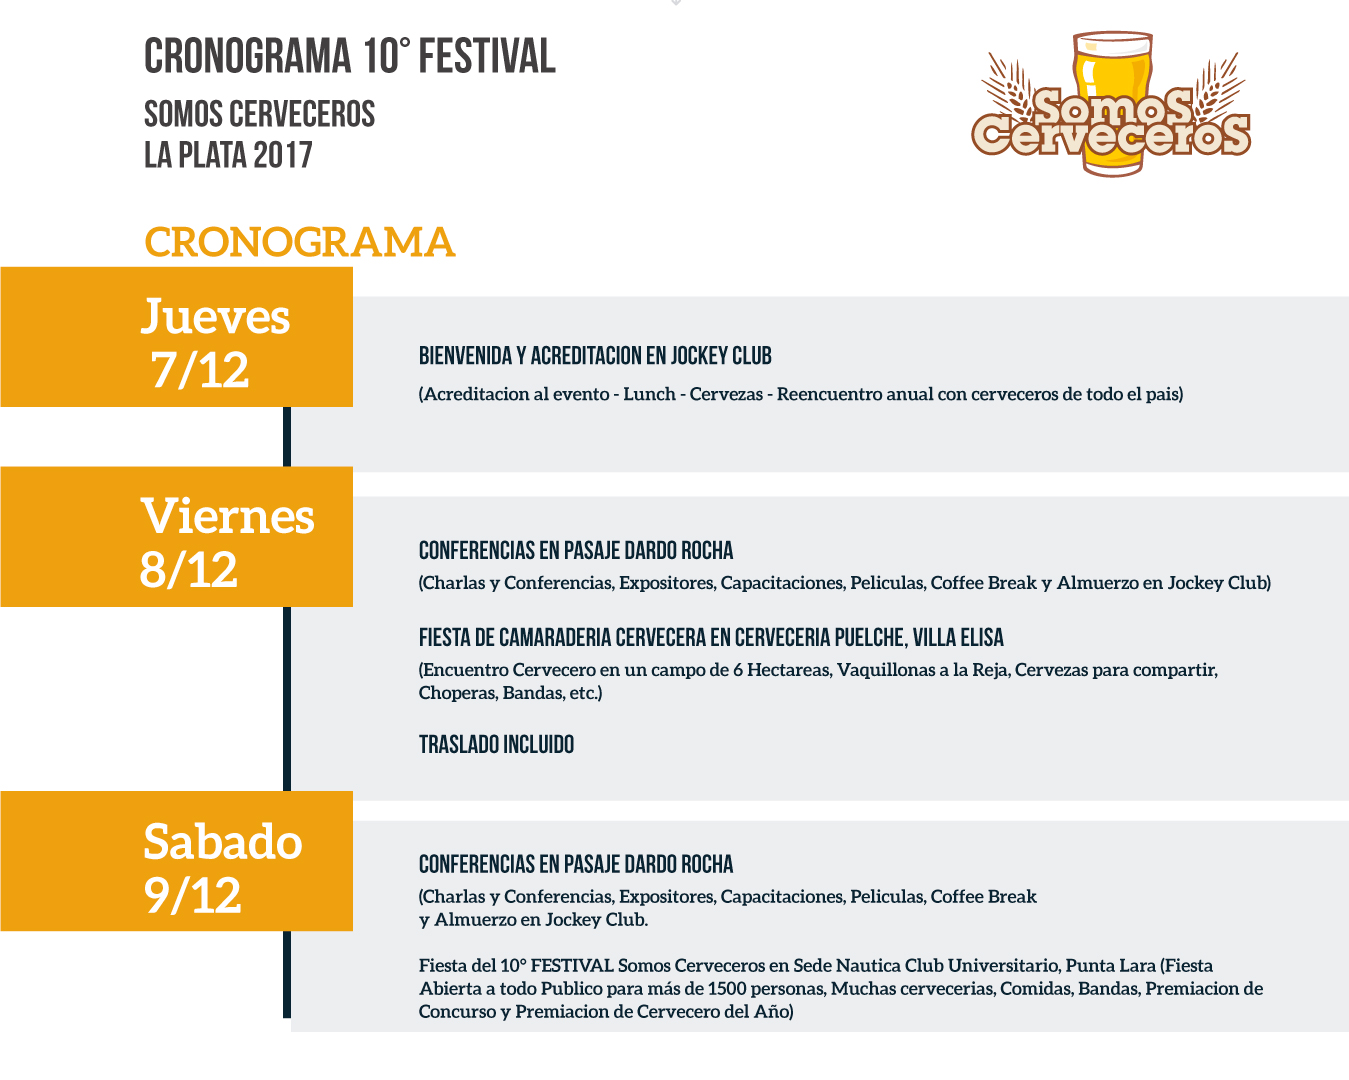 CRONOGRAMA 10° FESTIVAL
SOMOS CERVECEROS
LA PLATA 2017
Somos
Cerveceros
CRONOGRAMA
Jueves
7/12
BIENVENIDA Y ACREDITACION EN JOCKEY CLUB
(Acreditacion al evento - Lunch - Cervezas - Reencuentro anual con cerveceros de todo el pais)
Viernes
8/12
CONFERENCIAS EN PASAJE DARDO ROCHA
(Charlas y Conferencias, Expositores, Capacitaciones, Peliculas, Coffee Break y Almuerzo en Jockey Club)
FIESTA DE CAMARADERIA CERVECERA EN CERVECERIA PUELCHE, VILLA ELISA
(Encuentro Cervecero en un campo de 6 Hectareas, Vaquillonas a la Reja, Cervezas para compartir,
Choperas, Bandas, etc.)
TRASLADO INCLUIDO
Sabado
9/12
CONFERENCIAS EN PASAJE DARDO ROCHA
(Charlas y Conferencias, Expositores, Capacitaciones, Peliculas, Coffee Break
y Almuerzo en Jockey Club.
Fiesta del 10° FESTIVAL Somos Cerveceros en Sede Nautica Club Universitario, Punta Lara (Fiesta
Abierta a todo Publico para más de 1500 personas, Muchas cervecerias, Comidas, Bandas, Premiacion de
Concurso y Premiacion de Cervecero del Año)